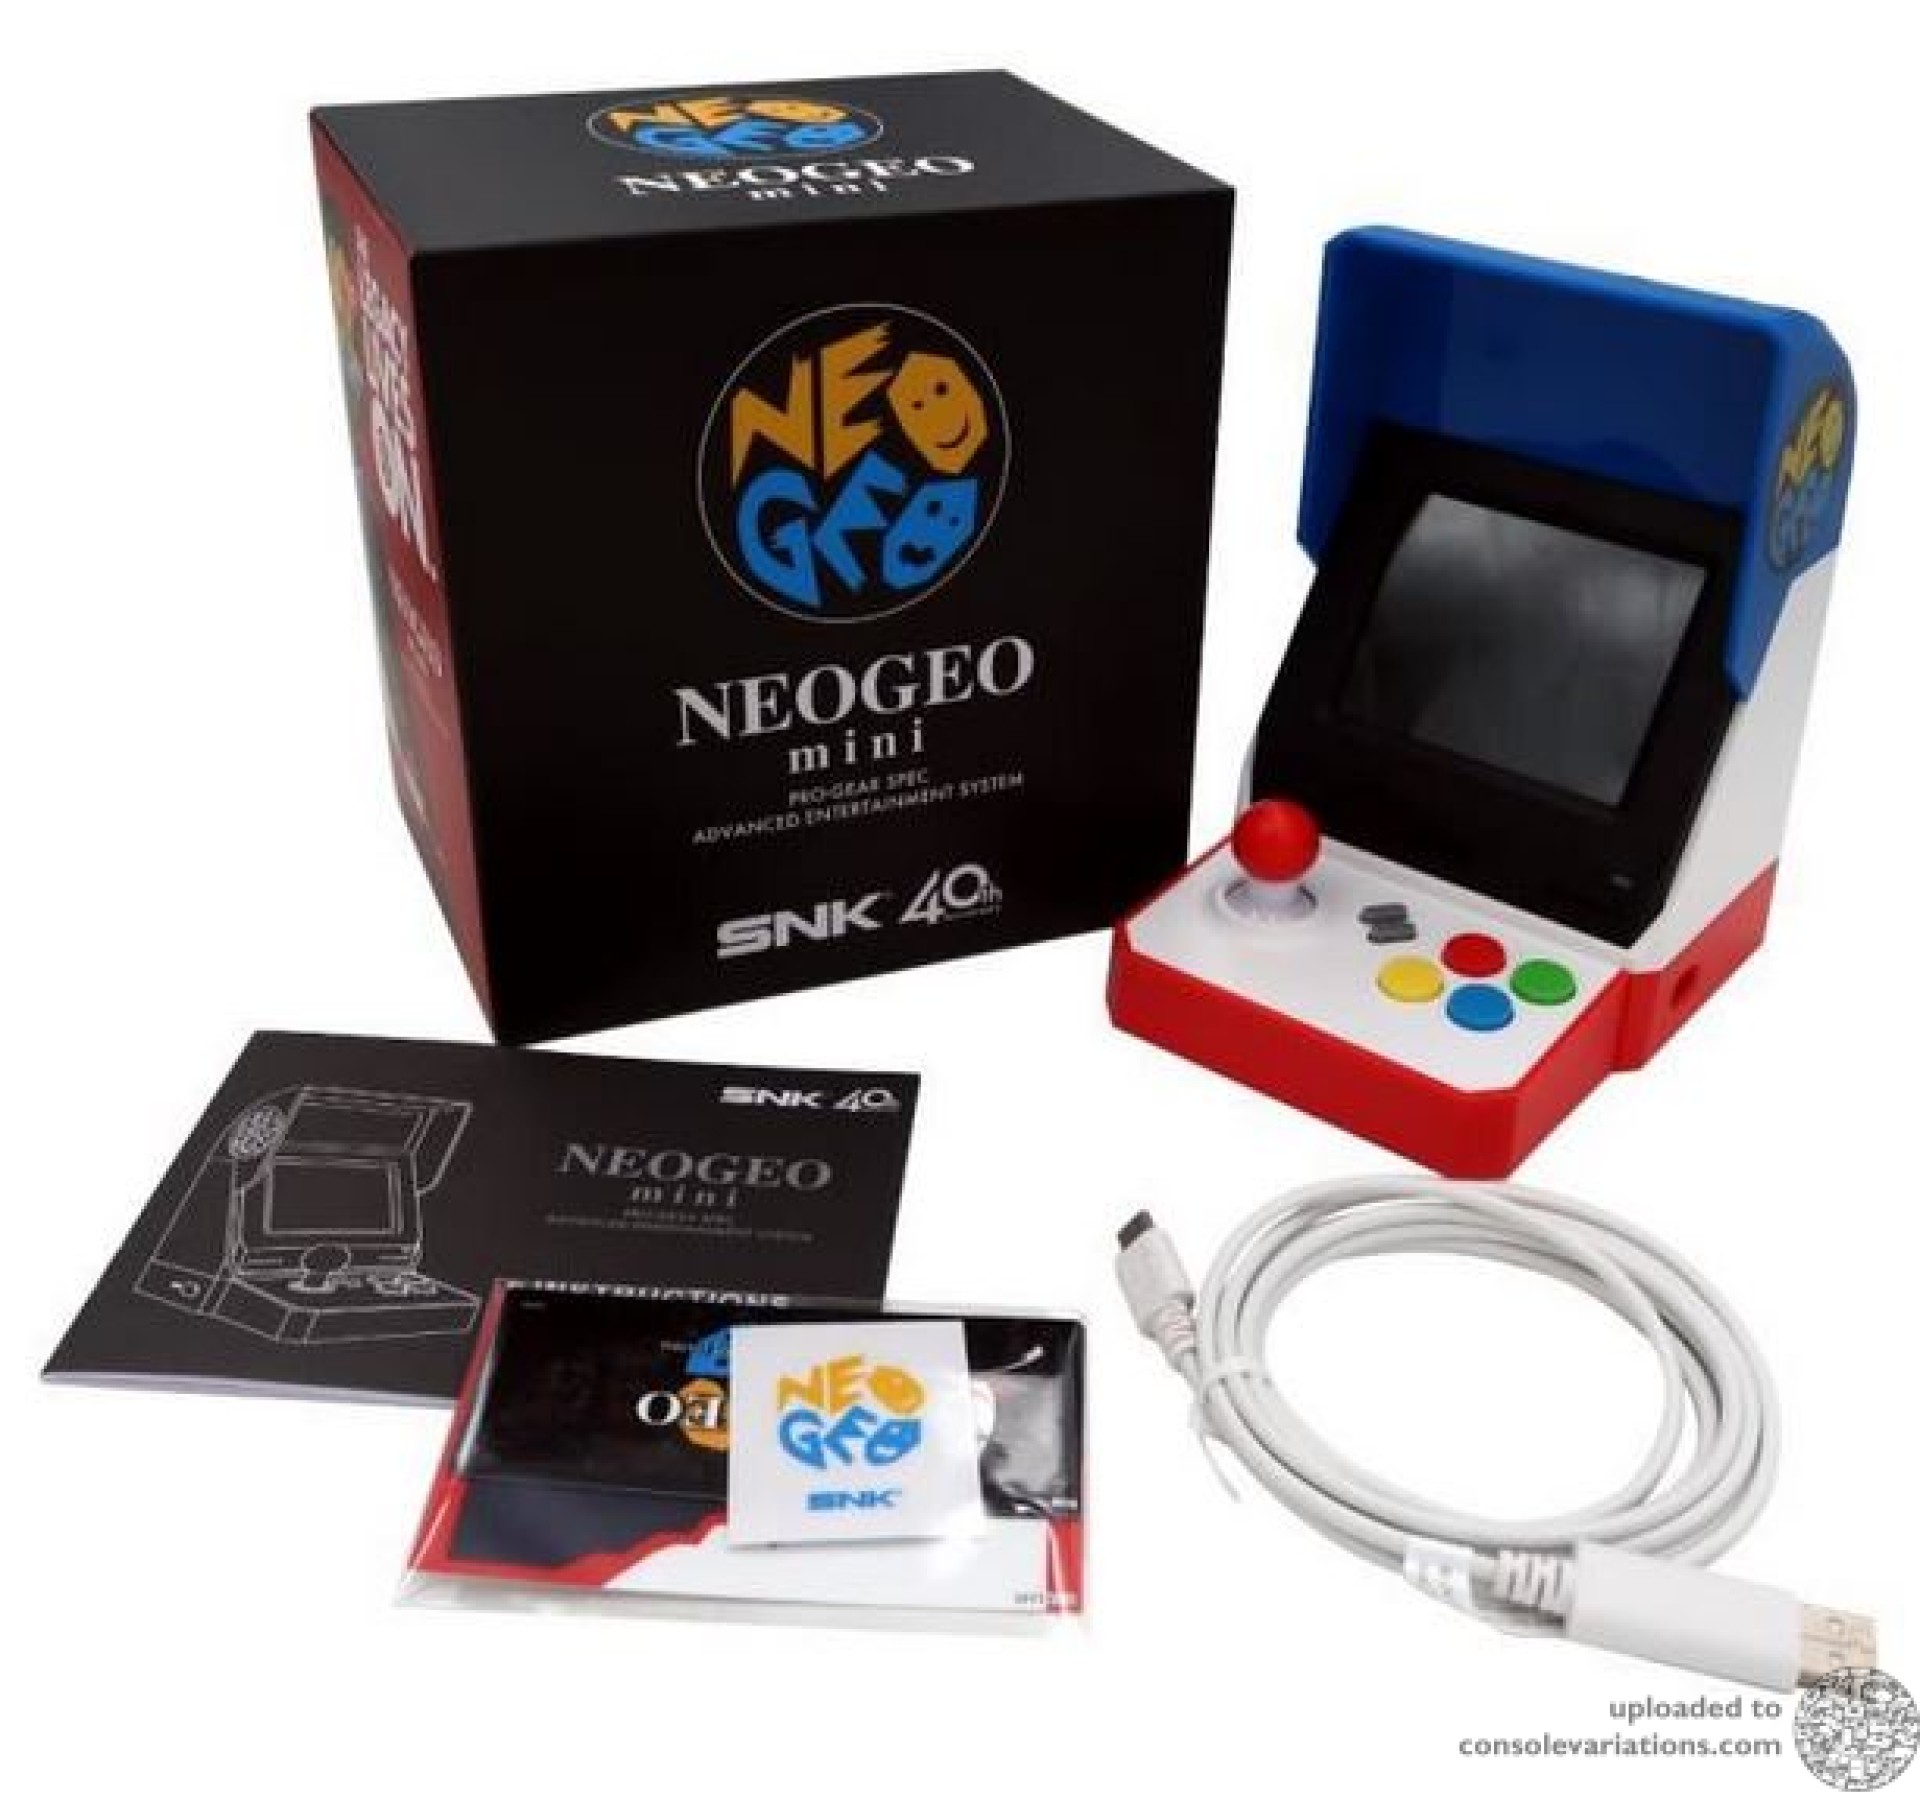 NEO
GEO
NEOGEO
mini
NEO
GEO
NEOGEO
mini
PRO-GEAR SPEC
ADVANCED ENTERTAINMENT SYSTEM
SNK 40th
NEO
GEO
SNK 40th
NEOGEO
mini
INSTRUCTIONS
NEO
GEO
SNK
uploaded to
consolevariations.com